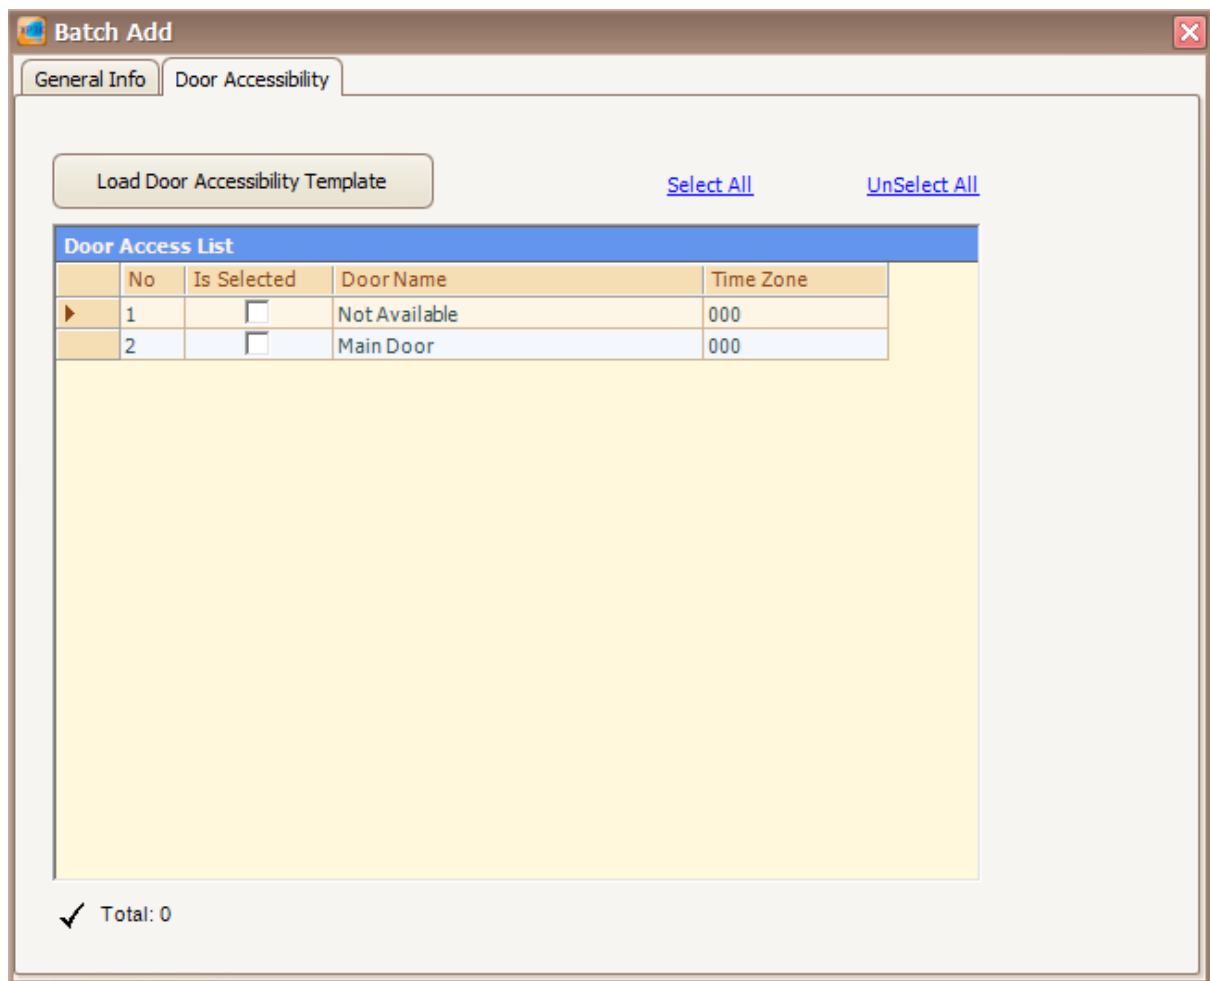 Batch Add
General Info Door Accessibility
Load Door Accessibility Template Select All UnSelect All
Door Access List
No Is Selected Door Name Time Zone
1 Not Available 000
2 Main Door 000
Total: 0